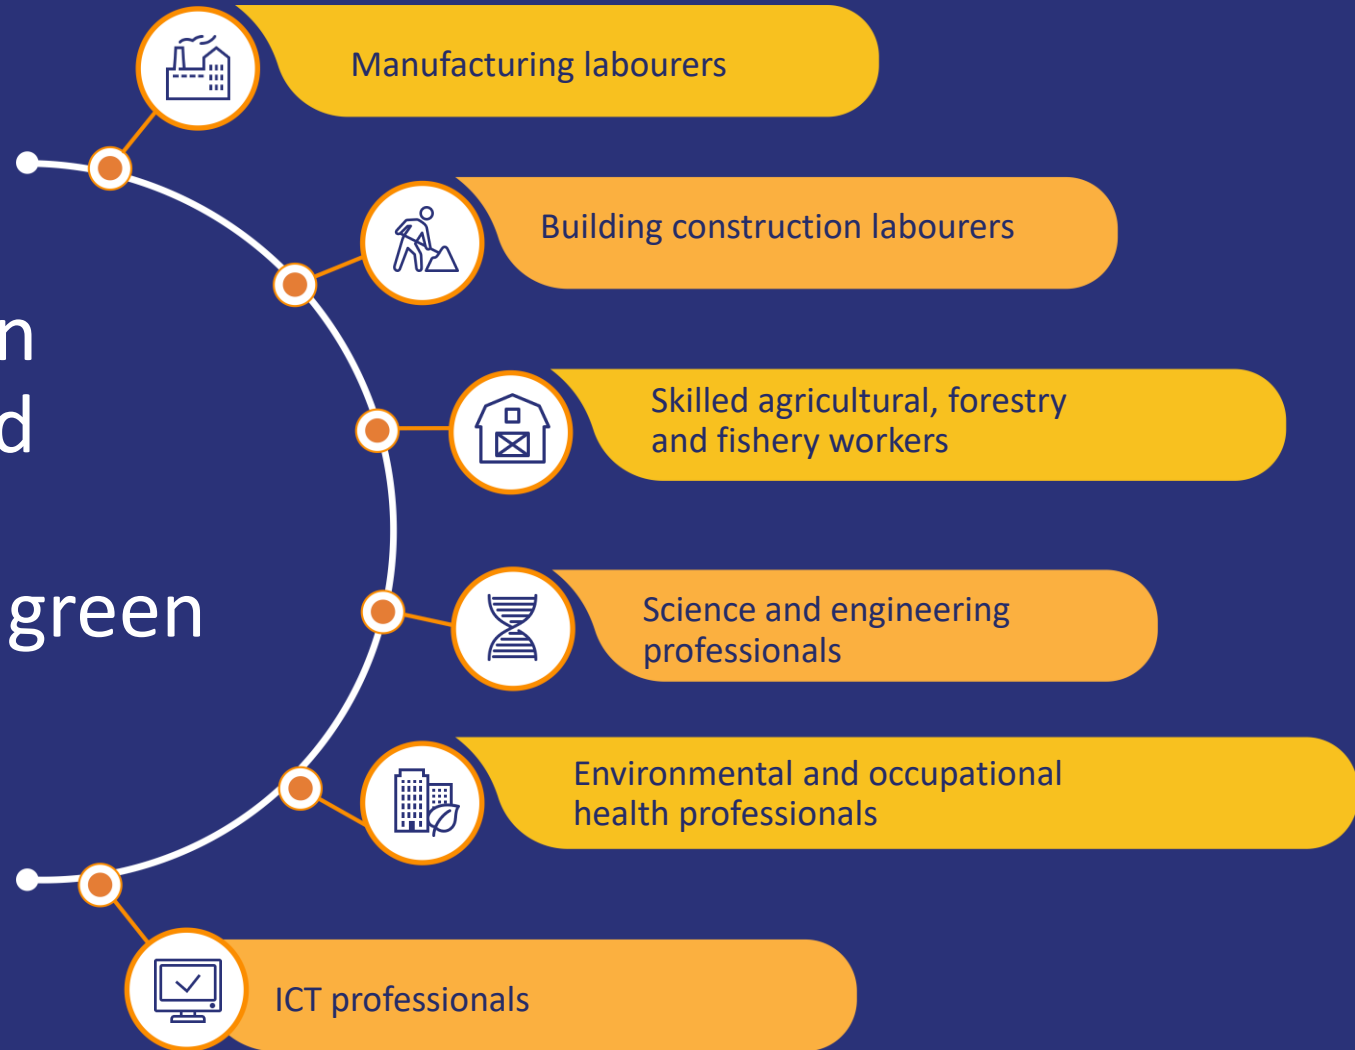 n
d
green
Manufacturing labourers
Building construction labourers
Skilled agricultural, forestry
and fishery workers
Science and engineering
professionals
Environmental and occupational
health professionals
ICT professionals